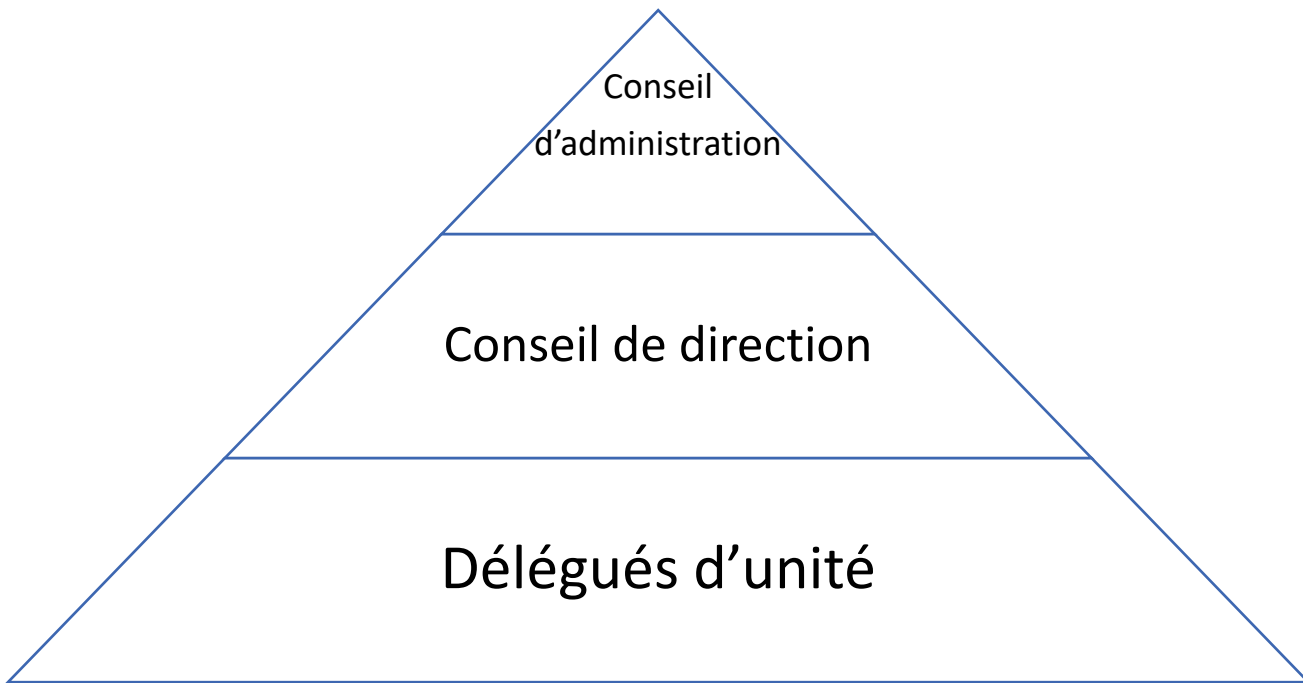 Conseil
d’administration
Conseil de direction
Délégués d’unité